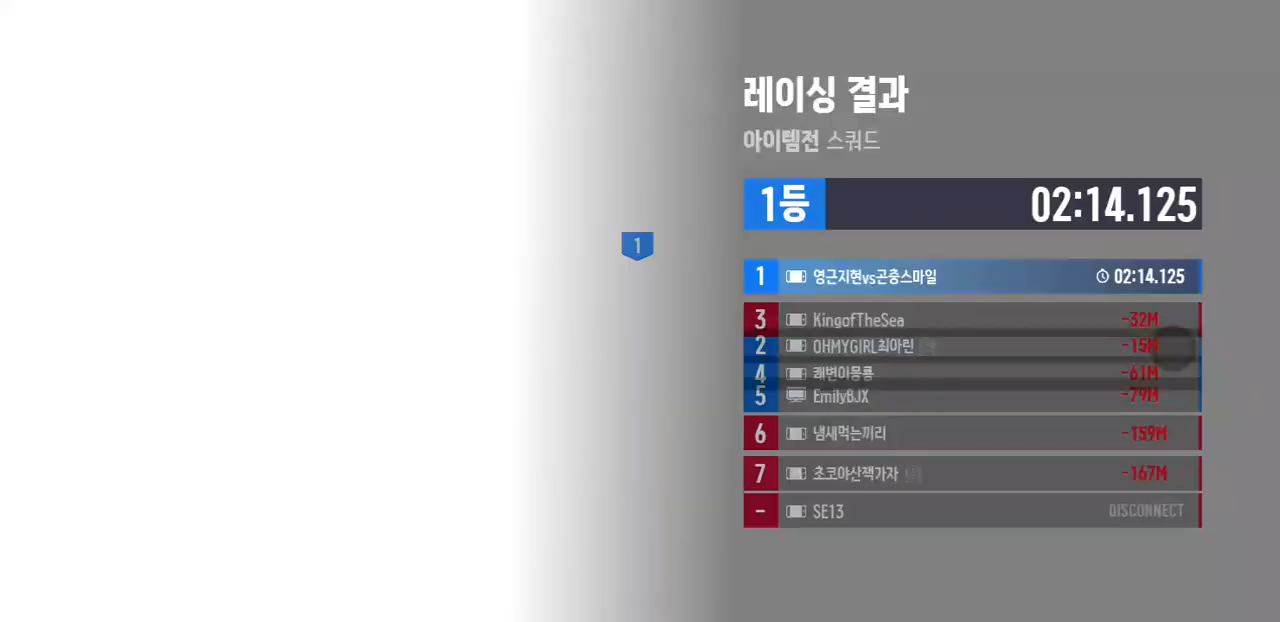 레이싱 결과
아이템전 스쿼드
1등 02:14.125
1
1 영근지현vs곤충스마일 02:14.125
3 KingofTheSea -32M
2 OHMYGIRL최아린 -15M
4 쾌변이몽룡 -61M
5 EmilyBJX -79M
6 냄새먹는끼리 -159M
7 초코야산책가자 -167M
- SE13 DISCONNECT